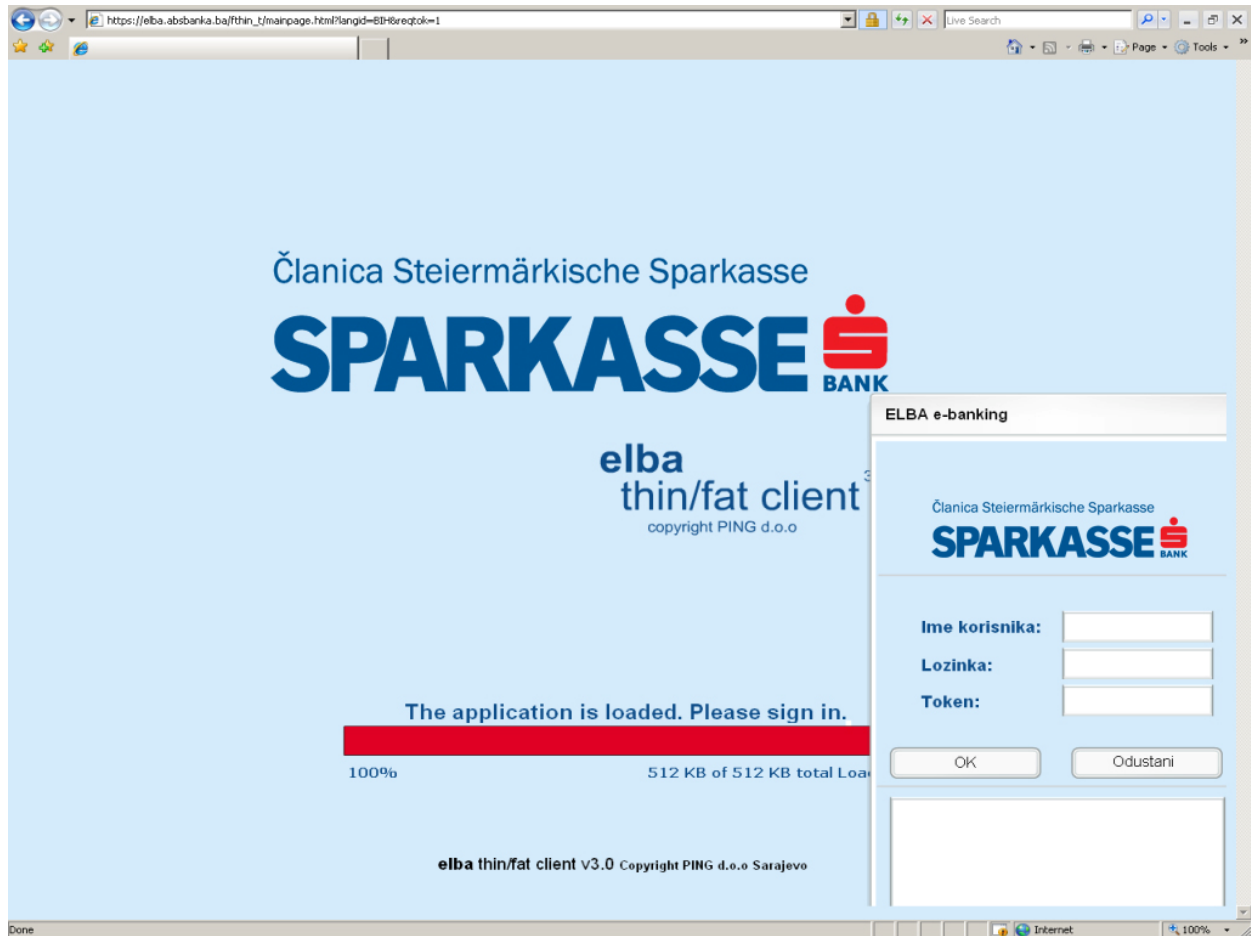 https://elba.absbanka.ba/fthin_t/mainpage.html?langid=BIH&reqtok=1
Live Search
Page
Tools
Članica Steiermärkische Sparkasse
SPARKASSE
BANK
elba
thin/fat client
copyright PING d.o.o
ELBA e-banking
Članica Steiermärkische Sparkasse
SPARKASSE
BANK
Ime korisnika:
Lozinka:
Token:
OK
Odustani
The application is loaded. Please sign in.
100%
512 KB of 512 KB total Loa
elba thin/fat client v3.0 Copyright PING d.o.o Sarajevo
Done
Internet
100%